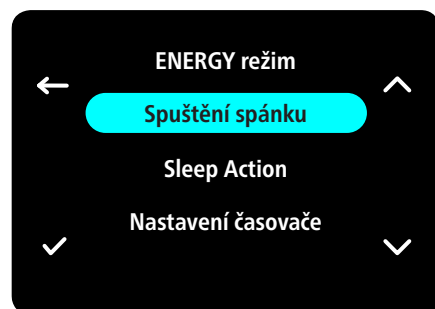 ENERGY režim
Spuštění spánku
Sleep Action
Nastavení časovače